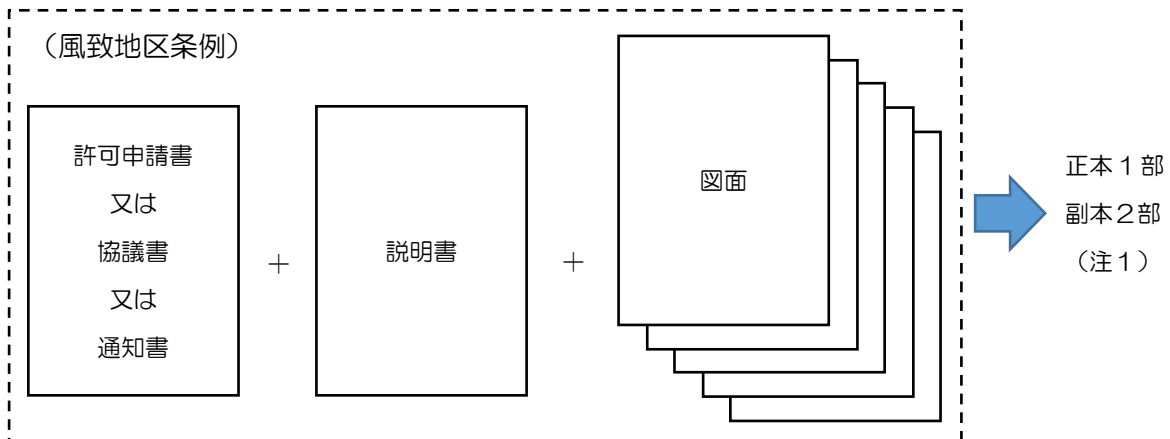 （風致地区条例）
許可申請書
又は
協議書
又は
通知書
＋
説明書
＋
図面
正本１部
副本２部
（注１）